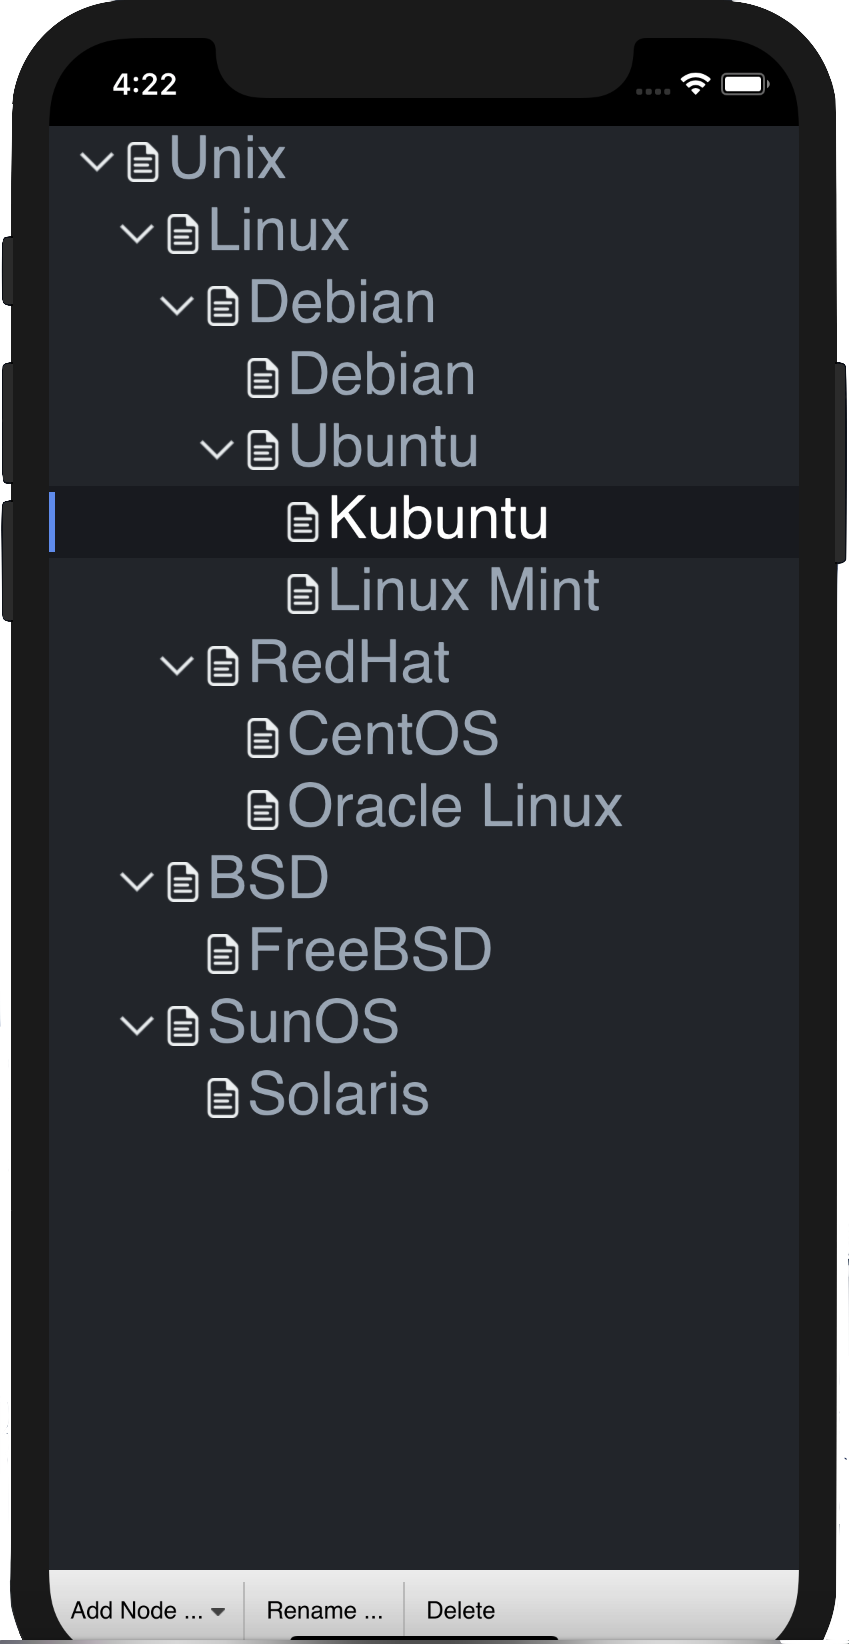 4:22
Unix
Linux
Debian
Debian
Ubuntu
Kubuntu
Linux Mint
RedHat
CentOS
Oracle Linux
BSD
FreeBSD
SunOS
Solaris
Add Node ... Rename ... Delete